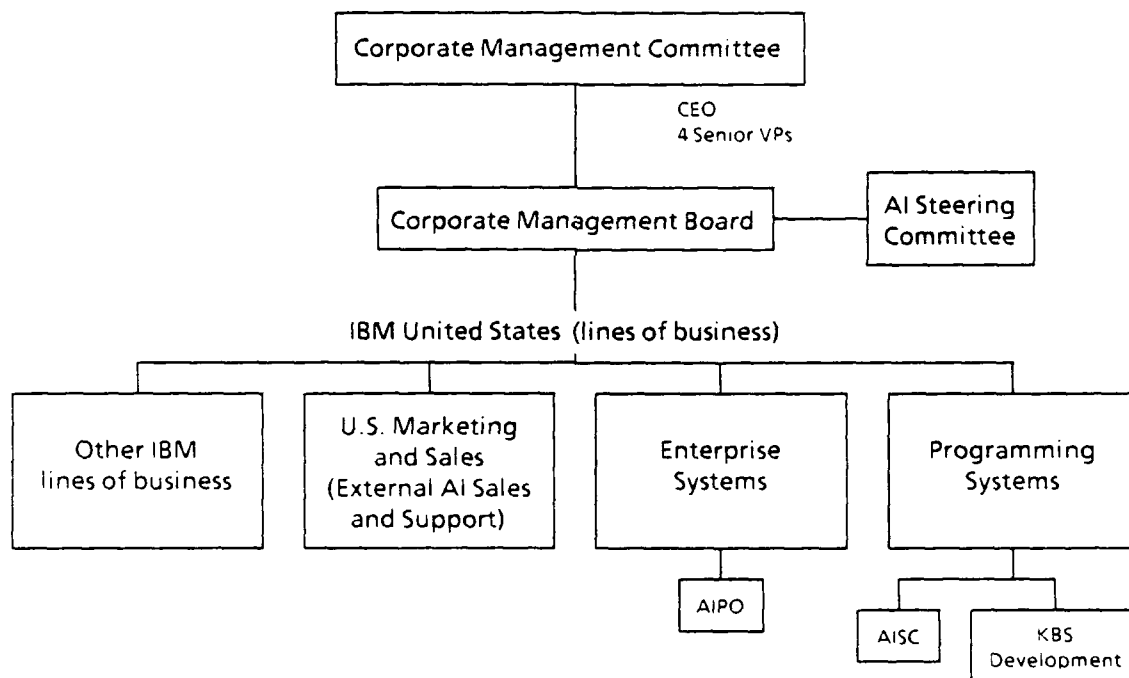 Corporate Management Committee
CEO
4 Senior VPs
Corporate Management Board
AI Steering
Committee
IBM United States (lines of business)
Other IBM
lines of business
U.S. Marketing
and Sales
(External AI Sales
and Support)
Enterprise
Systems
Programming
Systems
AIPO
AISC
KBS
Development